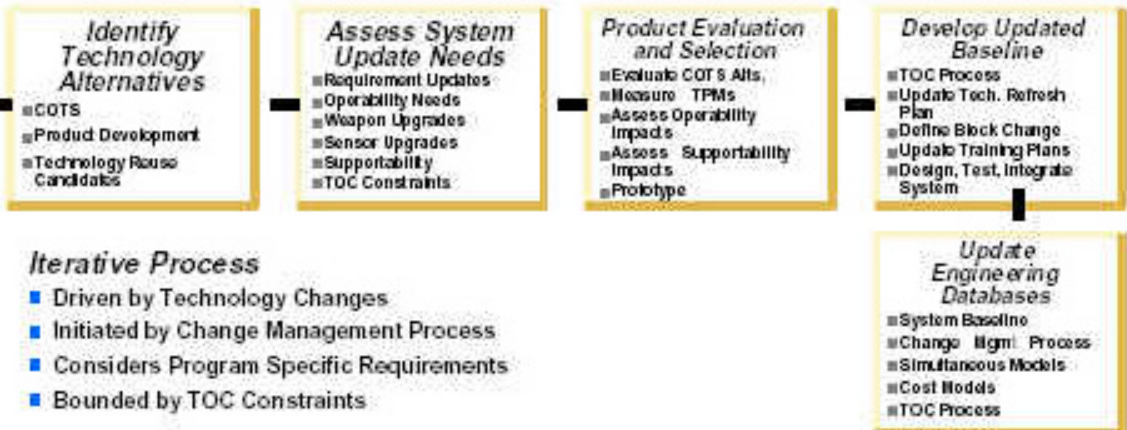 Identify
Technology
Alternatives
COTS
Product Development
Technology Reuse
Candidates
Assess System
Update Needs
Requirement Updates
Operability Needs
Weapon Upgrades
Sensor Upgrades
Supportability
TOC Constraints
Product Evaluation
and Selection
Evaluate COTS Alts,
Measure TPMs
Assess Operability
Impacts
Assess Supportability
Impacts
Prototype
Develop Updated
Baseline
TOC Process
Update Tech. Refresh
Plan
Define Block Change
Update Training Plans
Design, Test, Integrate
System
Update
Engineering
Databases
System Baseline
Change Mgmt Process
Simultaneous Models
Cost Models
TOC Process
Iterative Process
Driven by Technology Changes
Initiated by Change Management Process
Considers Program Specific Requirements
Bounded by TOC Constraints